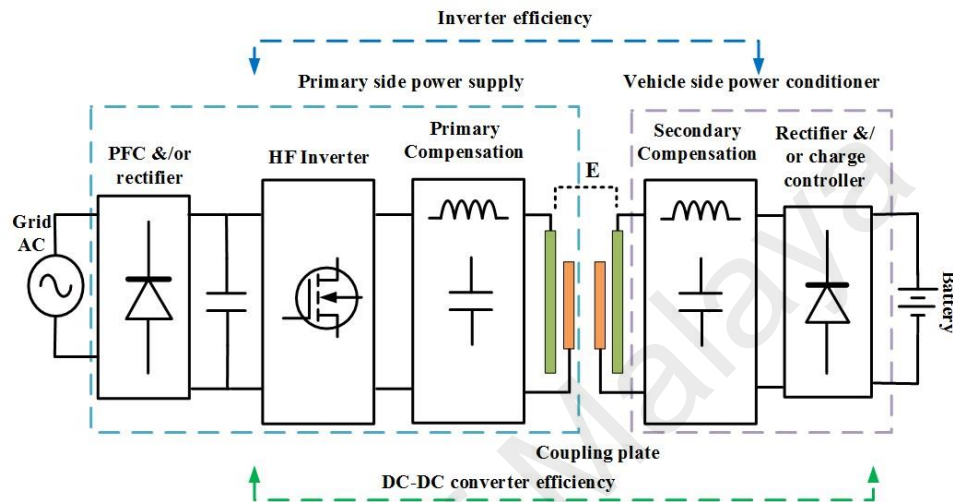 Inverter efficiency
Primary side power supply
Vehicle side power conditioner
PFC &/or
rectifier
HF Inverter
Primary
Compensation
E
Secondary
Compensation
Rectifier &/
or charge
controller
Grid
AC
Battery
Coupling plate
DC-DC converter efficiency
Malaya